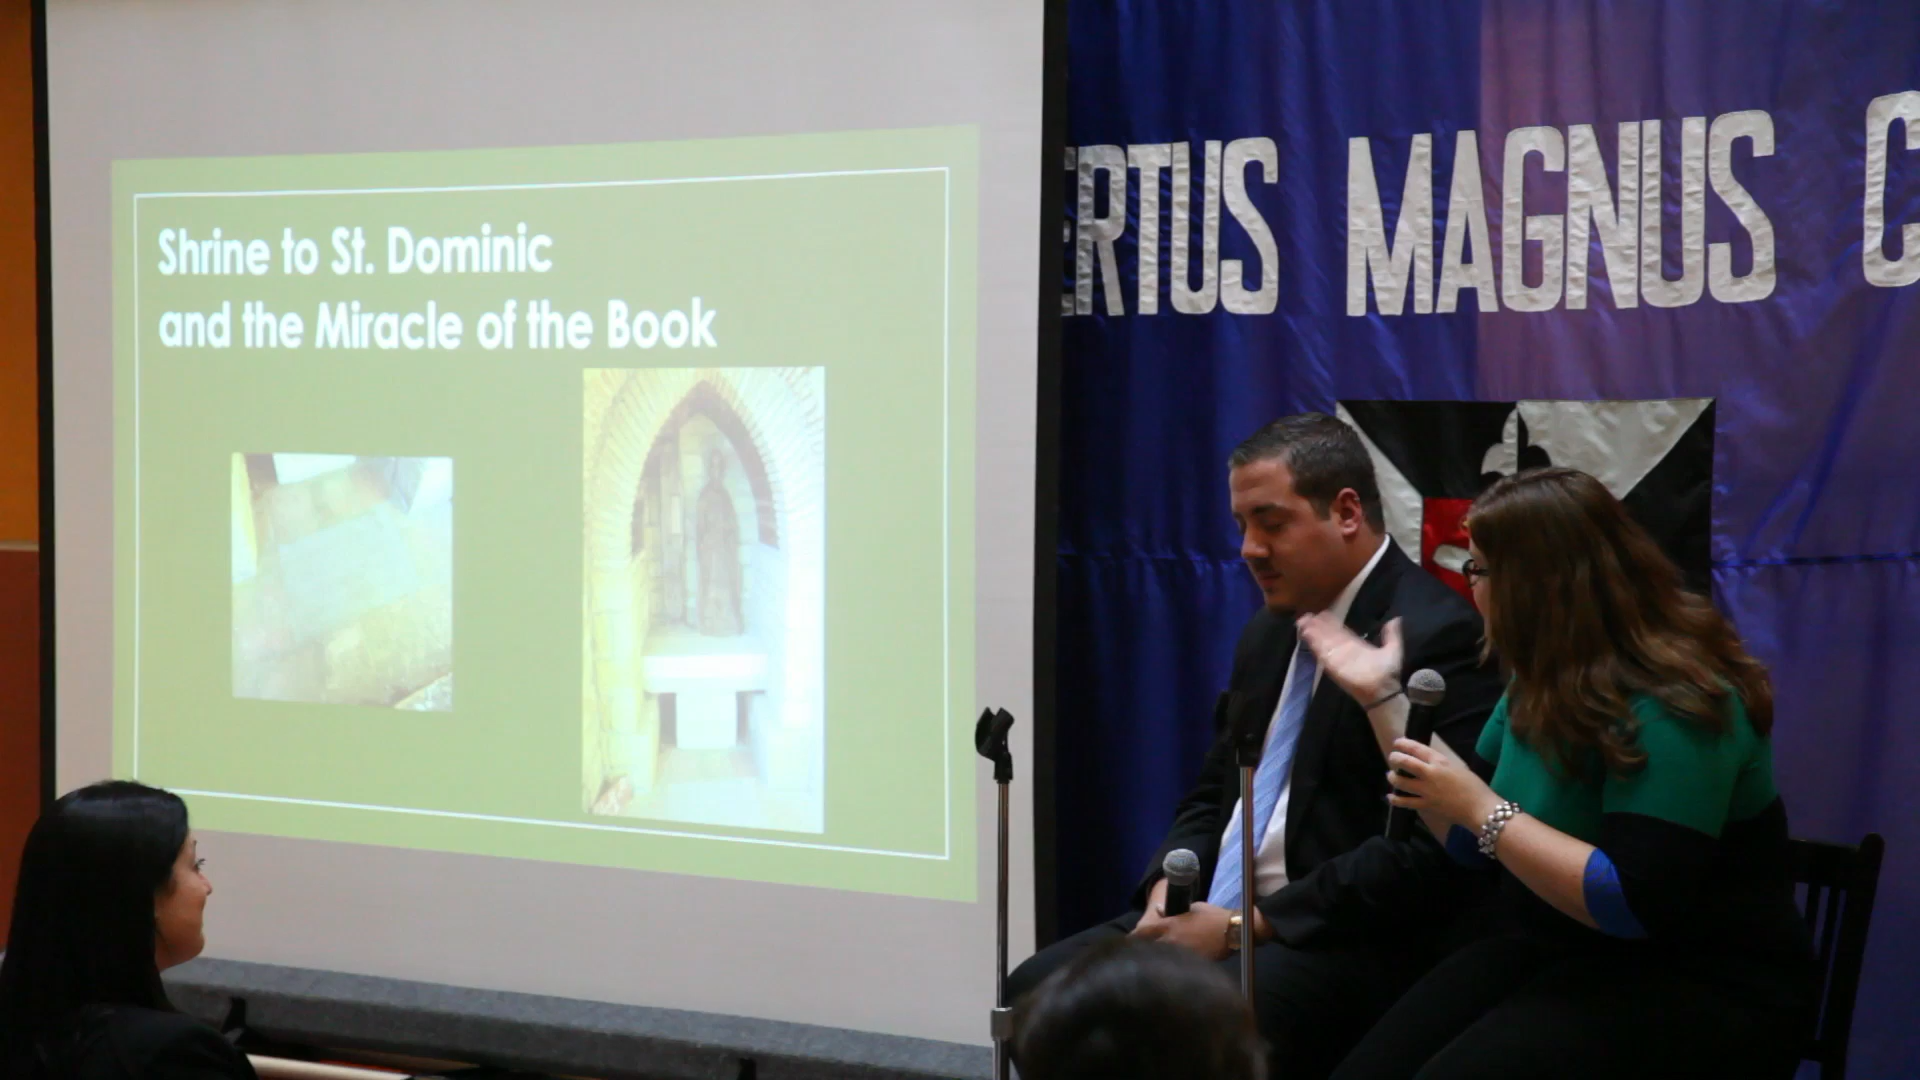 Shrine to St. Dominic
and the Miracle of the Book
ERTUS MAGNUS C